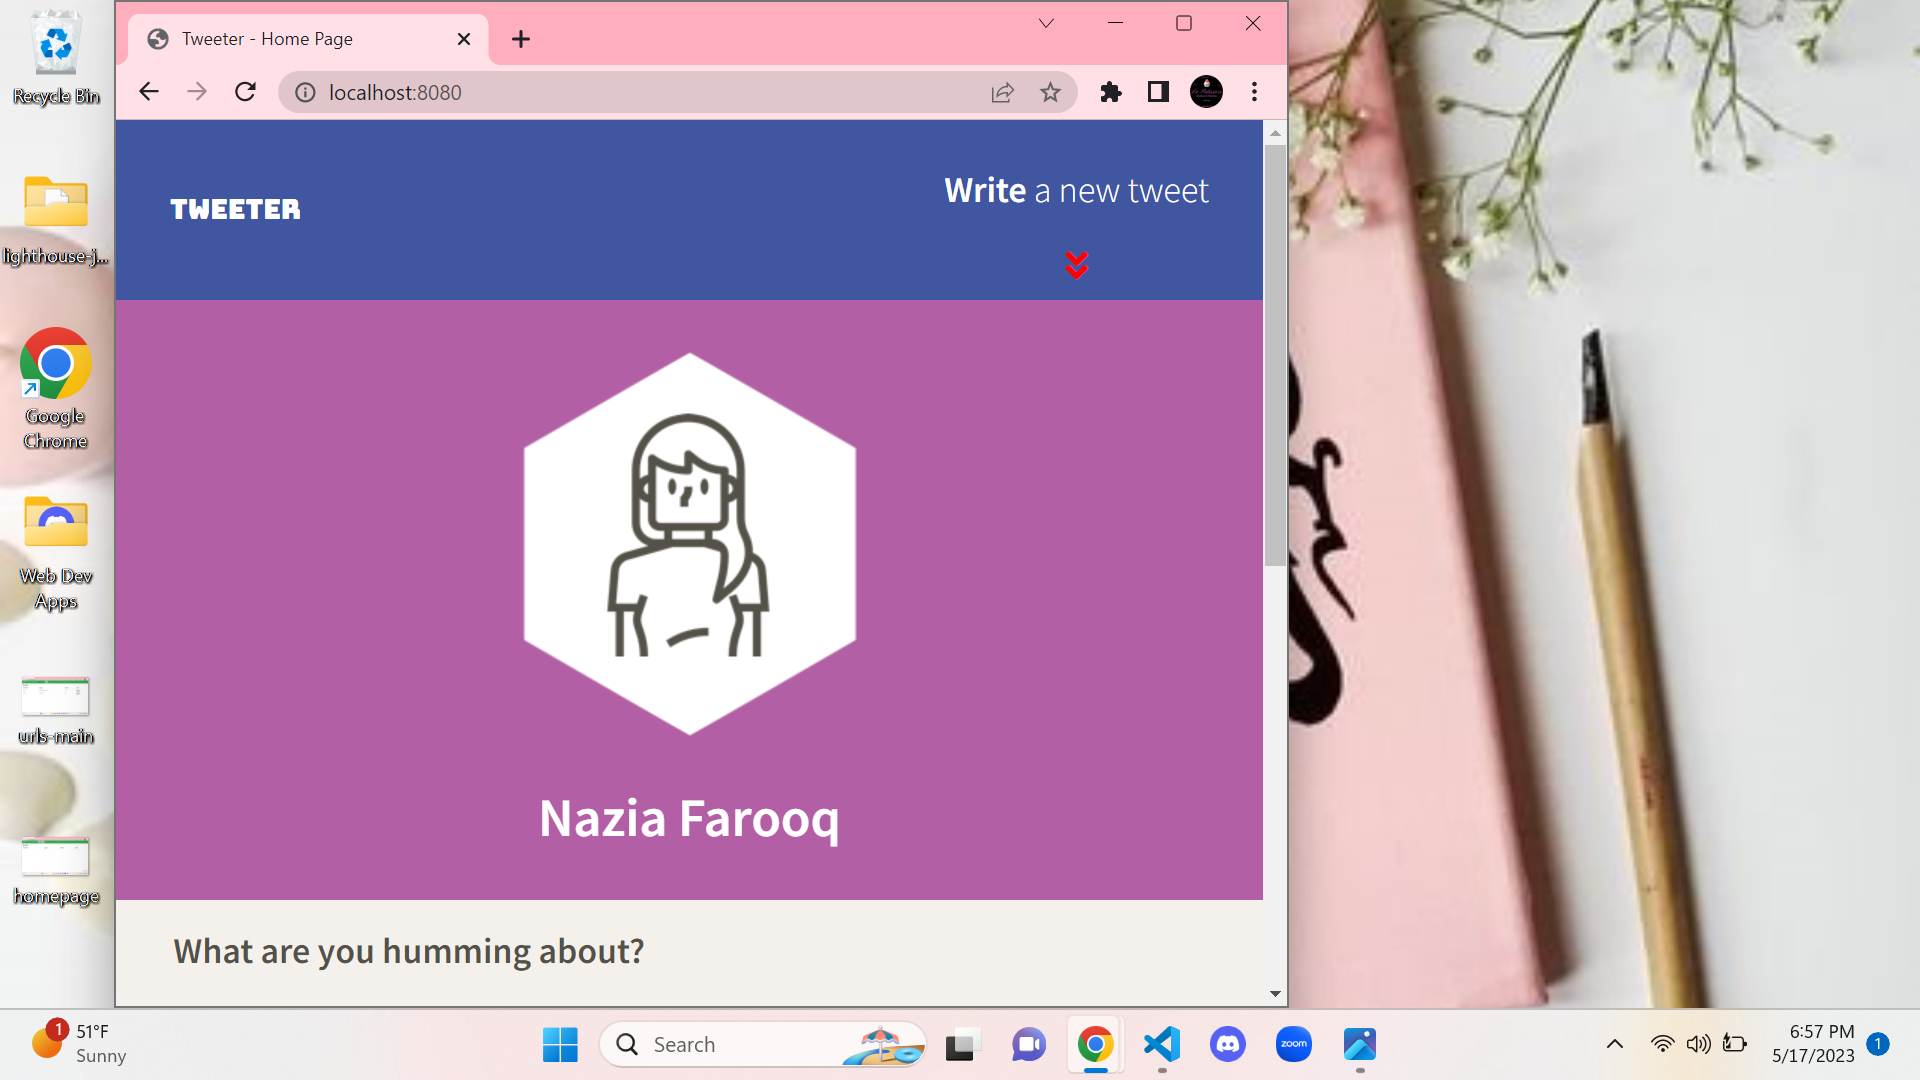 Recycle Bin
lighthouse-j...
Google
Chrome
Web Dev
Apps
urls-main
homepage
Tweeter - Home Page
localhost:8080
TWEETER
Write a new tweet
Nazia Farooq
What are you humming about?
1
51°F
Sunny
Search
zoom
6:57 PM
5/17/2023
1